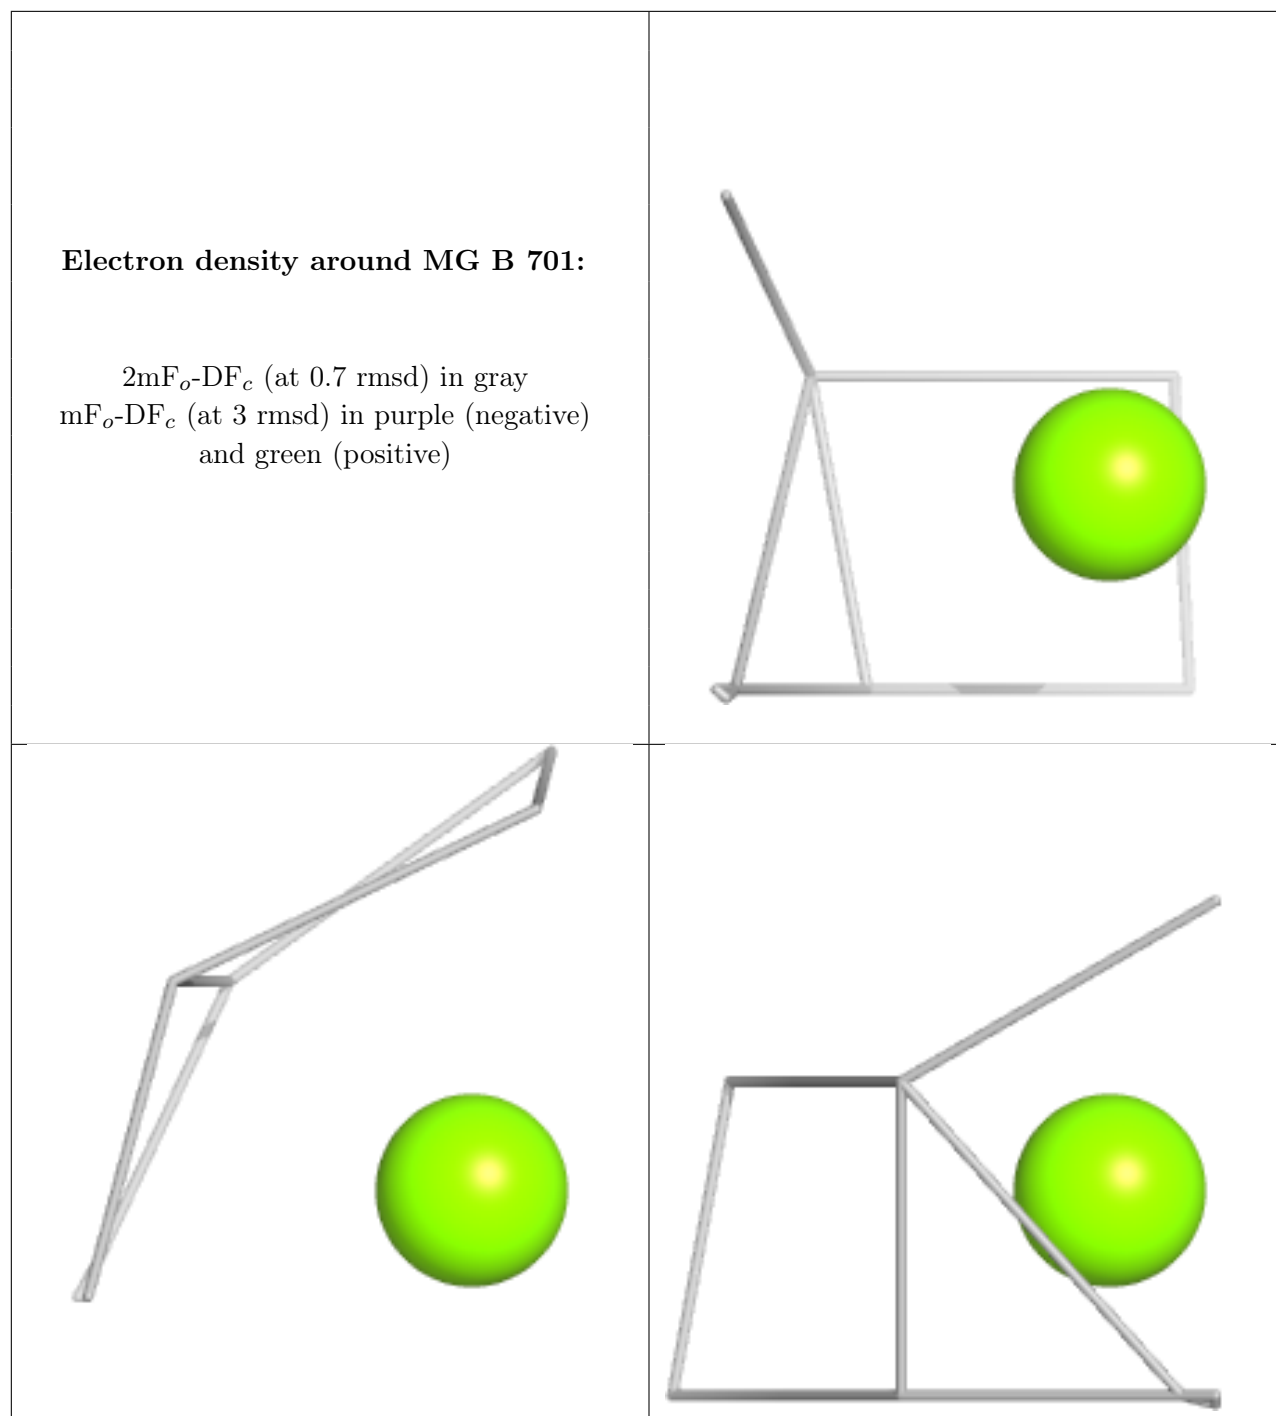 Electron density around MG B 701:
2mFo-DFc (at 0.7 rmsd) in gray
mFo-DFc (at 3 rmsd) in purple (negative)
and green (positive)